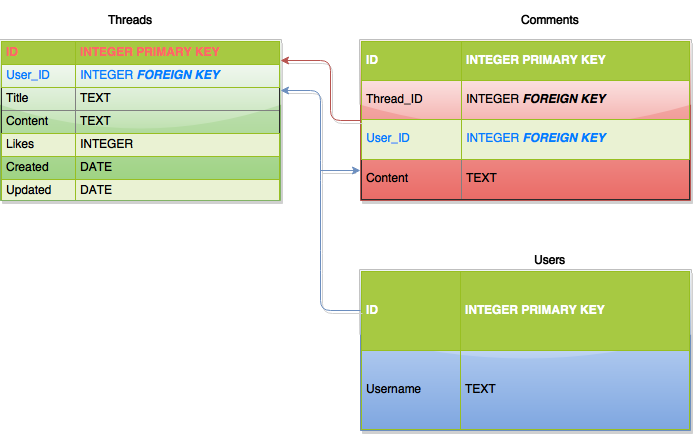 Threads
ID INTEGER PRIMARY KEY
User_ID INTEGER FOREIGN KEY
Title TEXT
Content TEXT
Likes INTEGER
Created DATE
Updated DATE
Comments
ID INTEGER PRIMARY KEY
Thread_ID INTEGER FOREIGN KEY
User_ID INTEGER FOREIGN KEY
Content TEXT
Users
ID INTEGER PRIMARY KEY
Username TEXT